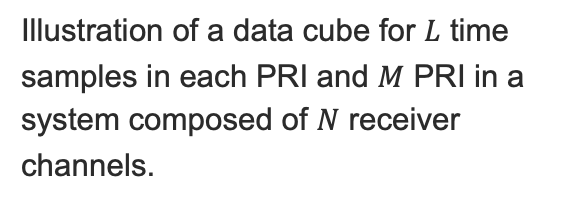 Illustration of a data cube for L time
samples in each PRI and M PRI in a
system composed of N receiver
channels.